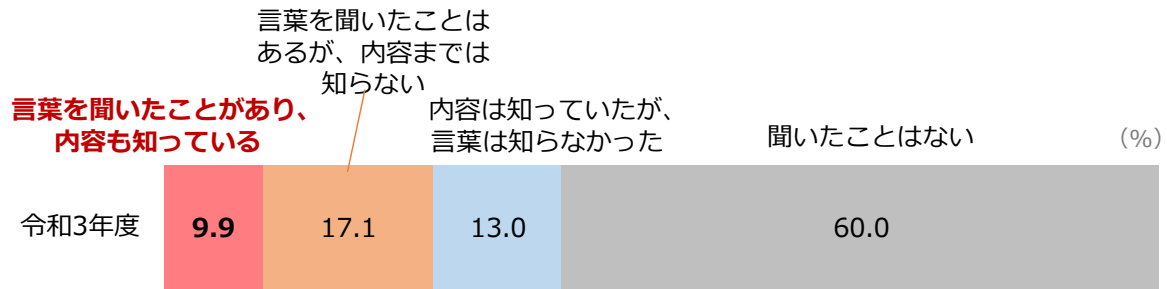 言葉を聞いたことは
あるが、内容までは
知らない
言葉を聞いたことがあり、
内容も知っている
内容は知っていたが、
言葉は知らなかった
聞いたことはない
（%）
令和3年度
9.9
17.1
13.0
60.0